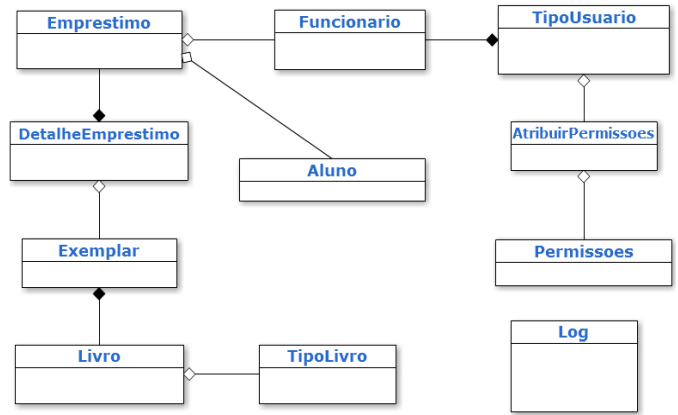 Emprestimo
Funcionario
TipoUsuario
DetalheEmprestimo
AtribuirPermissoes
Aluno
Exemplar
Permissoes
Log
Livro
TipoLivro